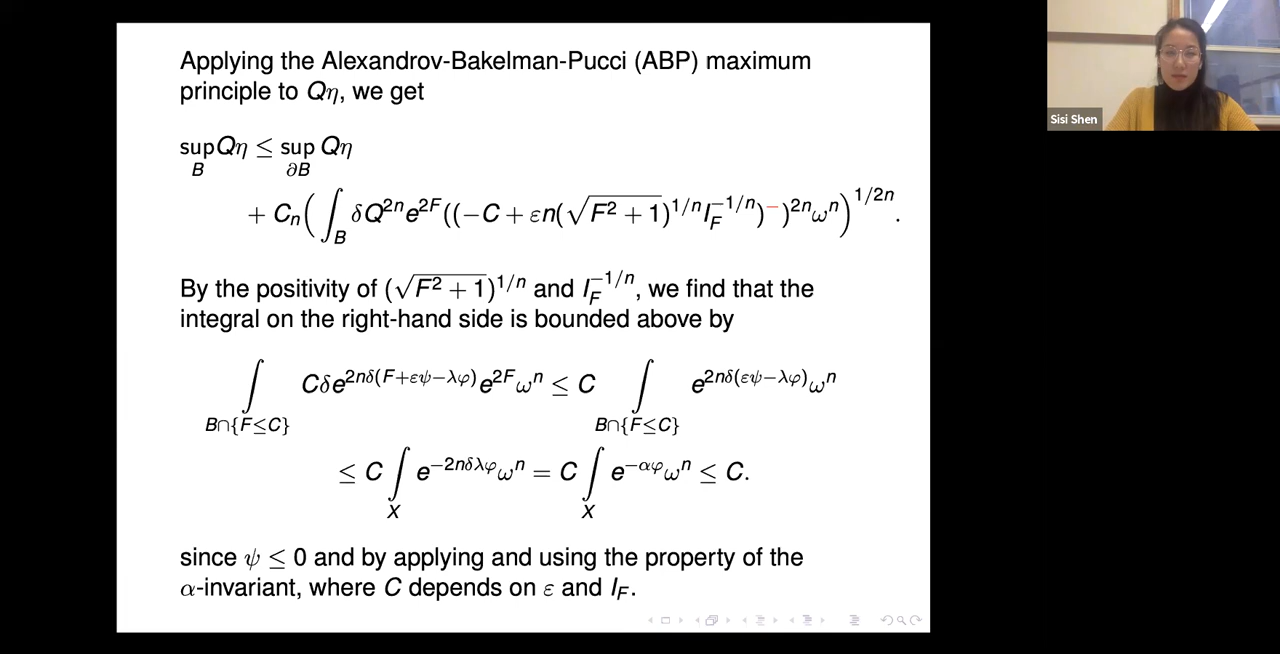 Applying the Alexandrov-Bakelman-Pucci (ABP) maximum
principle to Qη, we get
sup_B Qη ≤ sup_{∂B} Qη
+ C_n(∫_B δQ^{2n}e^{2F}((−C + εn(√(F^2 + 1))^{1/n}I_F^{−1/n})^−)^{2n}ω^n)^{1/2n}.
By the positivity of (√(F^2 + 1))^{1/n} and I_F^{−1/n}, we find that the
integral on the right-hand side is bounded above by
∫_{B∩{F≤C}} Cδe^{2nδ(F+εψ−λφ)}e^{2F}ω^n ≤ C ∫_{B∩{F≤C}} e^{2nδ(εψ−λφ)}ω^n
≤ C ∫_X e^{−2nδλφ}ω^n = C ∫_X e^{−αφ}ω^n ≤ C.
since ψ ≤ 0 and by applying and using the property of the
α-invariant, where C depends on ε and I_F.
Sisi Shen